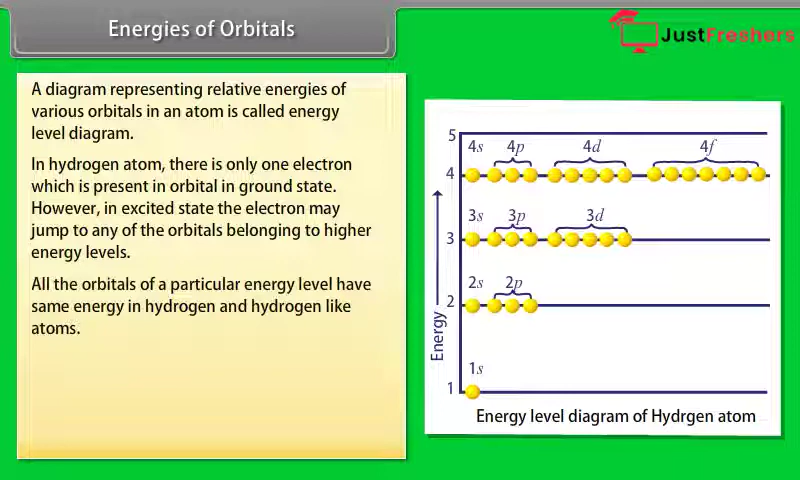 Energies of Orbitals
JustFreshers
A diagram representing relative energies of
various orbitals in an atom is called energy
level diagram.
In hydrogen atom, there is only one electron
which is present in orbital in ground state.
However, in excited state the electron may
jump to any of the orbitals belonging to higher
energy levels.
All the orbitals of a particular energy level have
same energy in hydrogen and hydrogen like
atoms.
5
4s 4p 4d 4f
4
3s 3p 3d
3
2s 2p
2
Energy
1s
1
Energy level diagram of Hydrgen atom